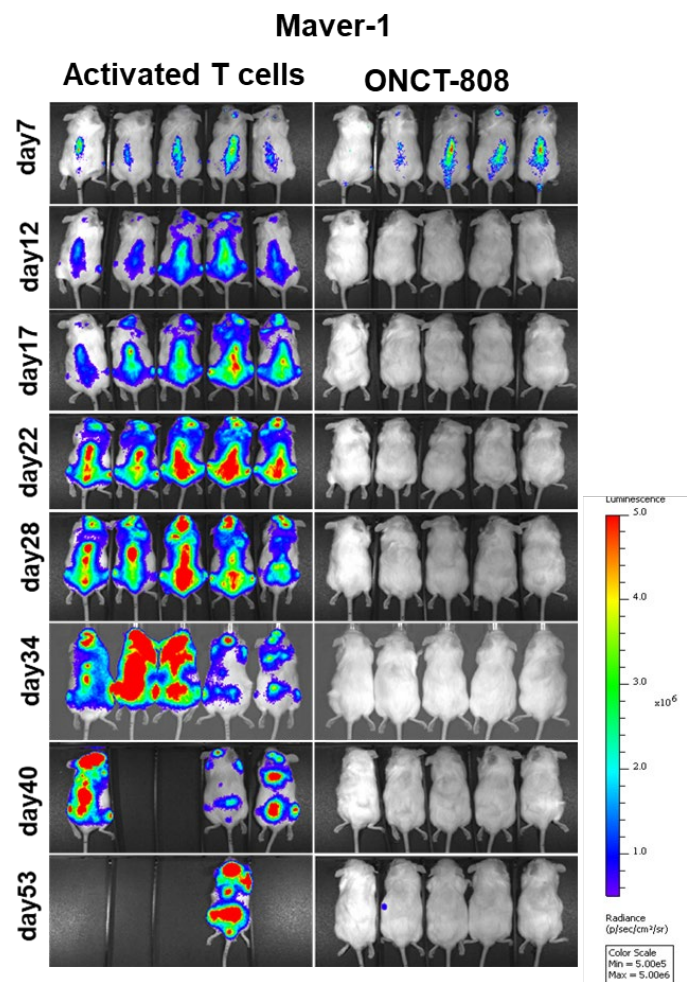 Maver-1
Activated T cells
ONCT-808
day7
day12
day17
day22
day28
day34
day40
day53
Luminescence
5.0
4.0
3.0
x10⁶
2.0
1.0
Radiance
(p/sec/cm²/sr)
Color Scale
Min = 5.00e5
Max = 5.00e6